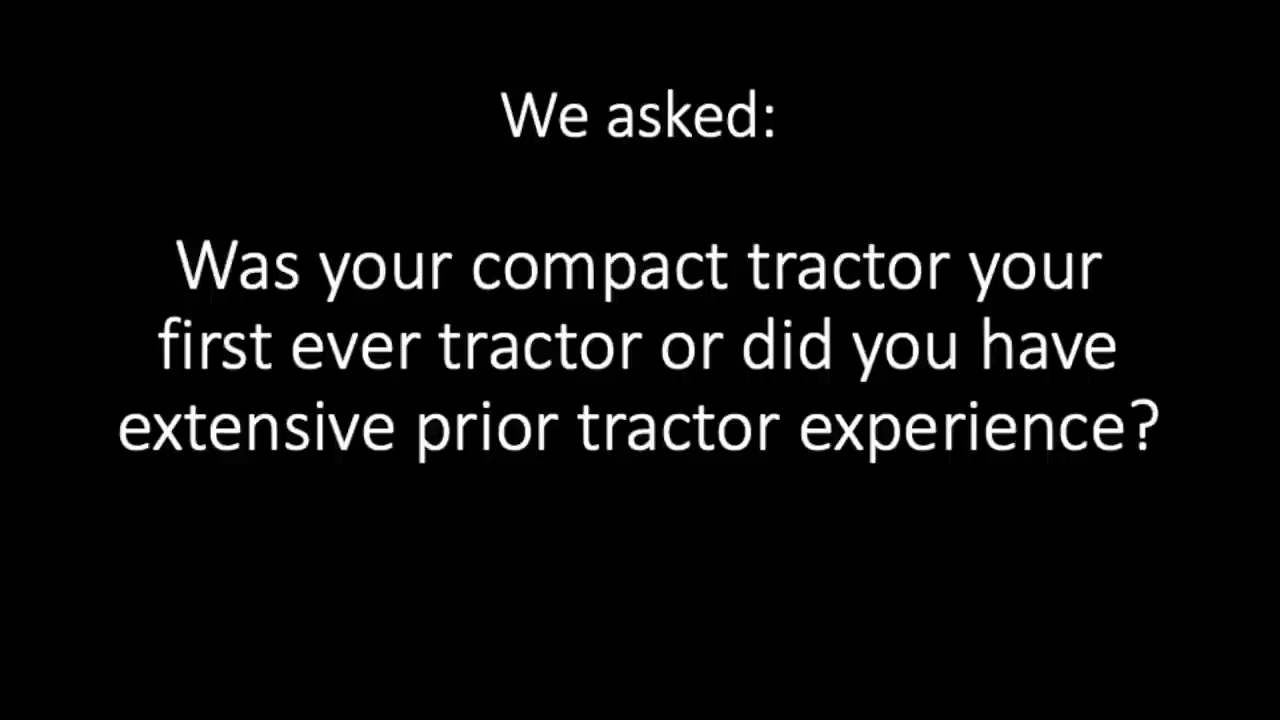 We asked:
Was your compact tractor your
first ever tractor or did you have
extensive prior tractor experience?